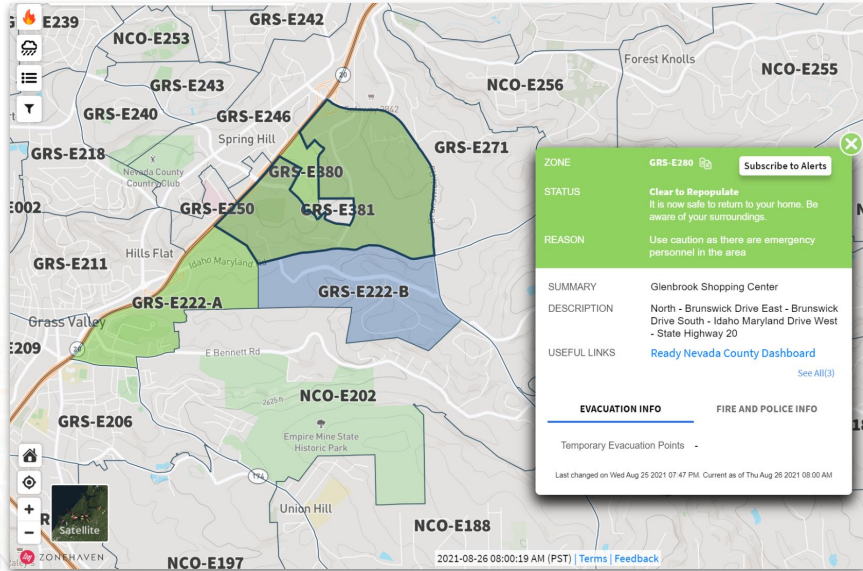 E239
GRS-E242
NCO-E253
Forest Knolls
NCO-E255
NCO-E256
GRS-E243
GRS-E240
GRS-E246
Spring Hill
20
GRS-E218
GRS-E271
Nevada County
Country Club
GRS-E380
E002
GRS-E250
GRS-E381
Hills Flat
Idaho Maryland Rd
GRS-E211
GRS-E222-A
GRS-E222-B
Grass Valley
E209
20
E Bennett Rd
NCO-E202
2625 ft
GRS-E206
Empire Mine State
Historic Park
174
Union Hill
NCO-E188
NCO-E197
Satellite
ZONEHAVEN
ZONE GRS-E280 Subscribe to Alerts
STATUS Clear to Repopulate
It is now safe to return to your home. Be
aware of your surroundings.
REASON Use caution as there are emergency
personnel in the area
SUMMARY Glenbrook Shopping Center
DESCRIPTION North - Brunswick Drive East - Brunswick
Drive South - Idaho Maryland Drive West
- State Highway 20
USEFUL LINKS Ready Nevada County Dashboard
See All(3)
EVACUATION INFO FIRE AND POLICE INFO
Temporary Evacuation Points -
Last changed on Wed Aug 25 2021 07:47 PM. Current as of Thu Aug 26 2021 08:00 AM
2021-08-26 08:00:19 AM (PST) | Terms | Feedback